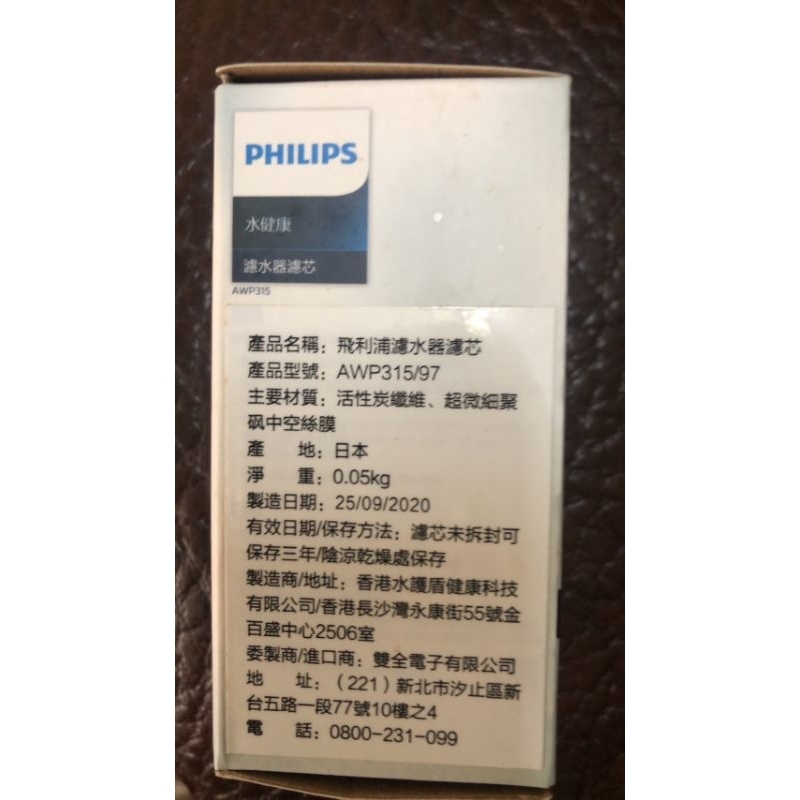 PHILIPS
水健康
濾水器濾芯
AWP315
產品名稱：飛利浦濾水器濾芯
產品型號：AWP315/97
主要材質：活性炭纖維、超微細聚
砜中空絲膜
產 地：日本
淨 重：0.05kg
製造日期：25/09/2020
有效日期/保存方法：濾芯未拆封可
保存三年/陰涼乾燥處保存
製造商/地址：香港水護盾健康科技
有限公司/香港長沙灣永康街55號金
百盛中心2506室
委製商/進口商：雙全電子有限公司
地 址：（221）新北市汐止區新
台五路一段77號10樓之4
電 話：0800-231-099